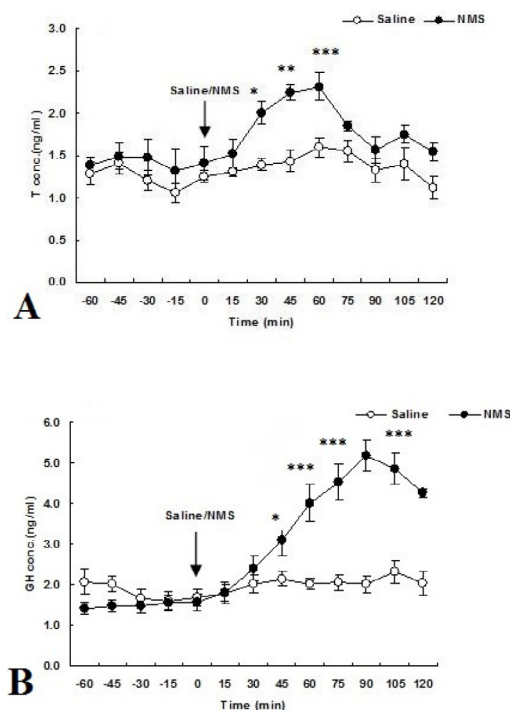 Saline NMS
3.0
2.5
2.0
1.5
1.0
0.5
0.0
T conc.(ng/ml)
Saline/NMS
* ** ***
-60 -45 -30 -15 0 15 30 45 60 75 90 105 120
Time (min)
A
Saline NMS
6.0
5.0
4.0
3.0
2.0
1.0
0.0
GH conc.(ng/ml)
Saline/NMS
* *** *** ***
-60 -45 -30 -15 0 15 30 45 60 75 90 105 120
Time (min)
B